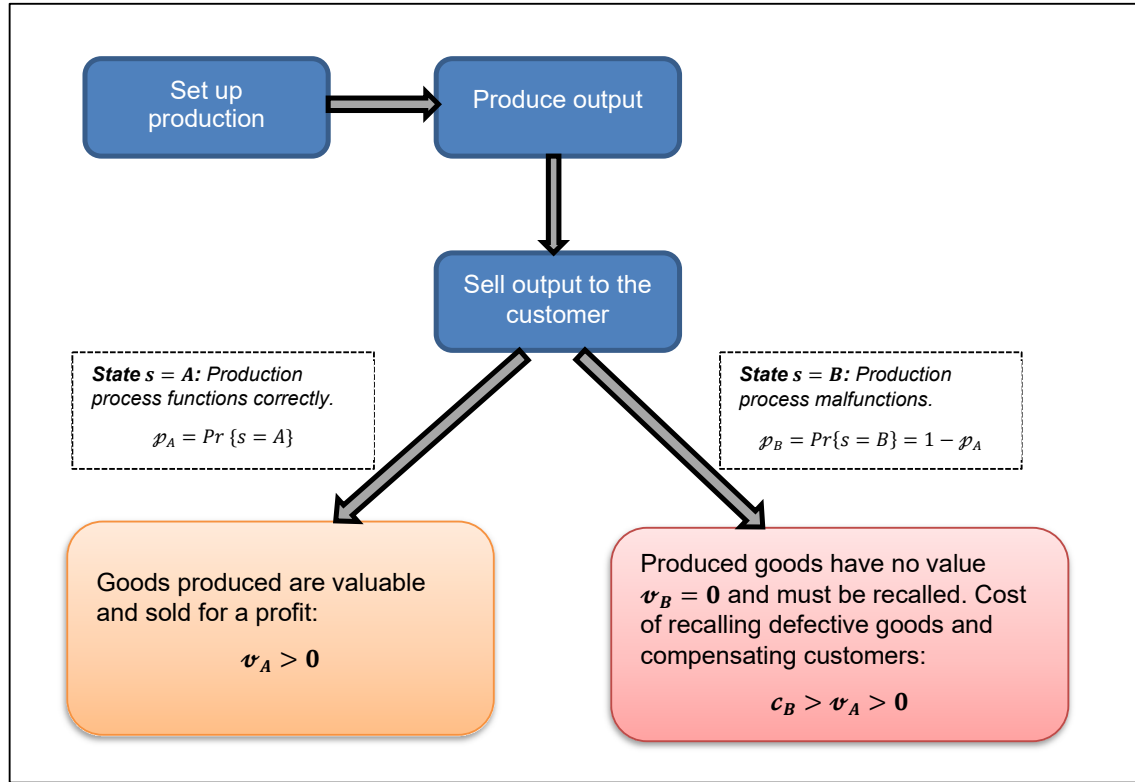 Set up
production
Produce output
Sell output to the
customer
State s = A: Production
process functions correctly.
𝓅_A = Pr {s = A}
State s = B: Production
process malfunctions.
𝓅_B = Pr{s = B} = 1 − 𝓅_A
Goods produced are valuable
and sold for a profit:
𝓋_A > 0
Produced goods have no value
𝓋_B = 0 and must be recalled. Cost
of recalling defective goods and
compensating customers:
𝒸_B > 𝓋_A > 0